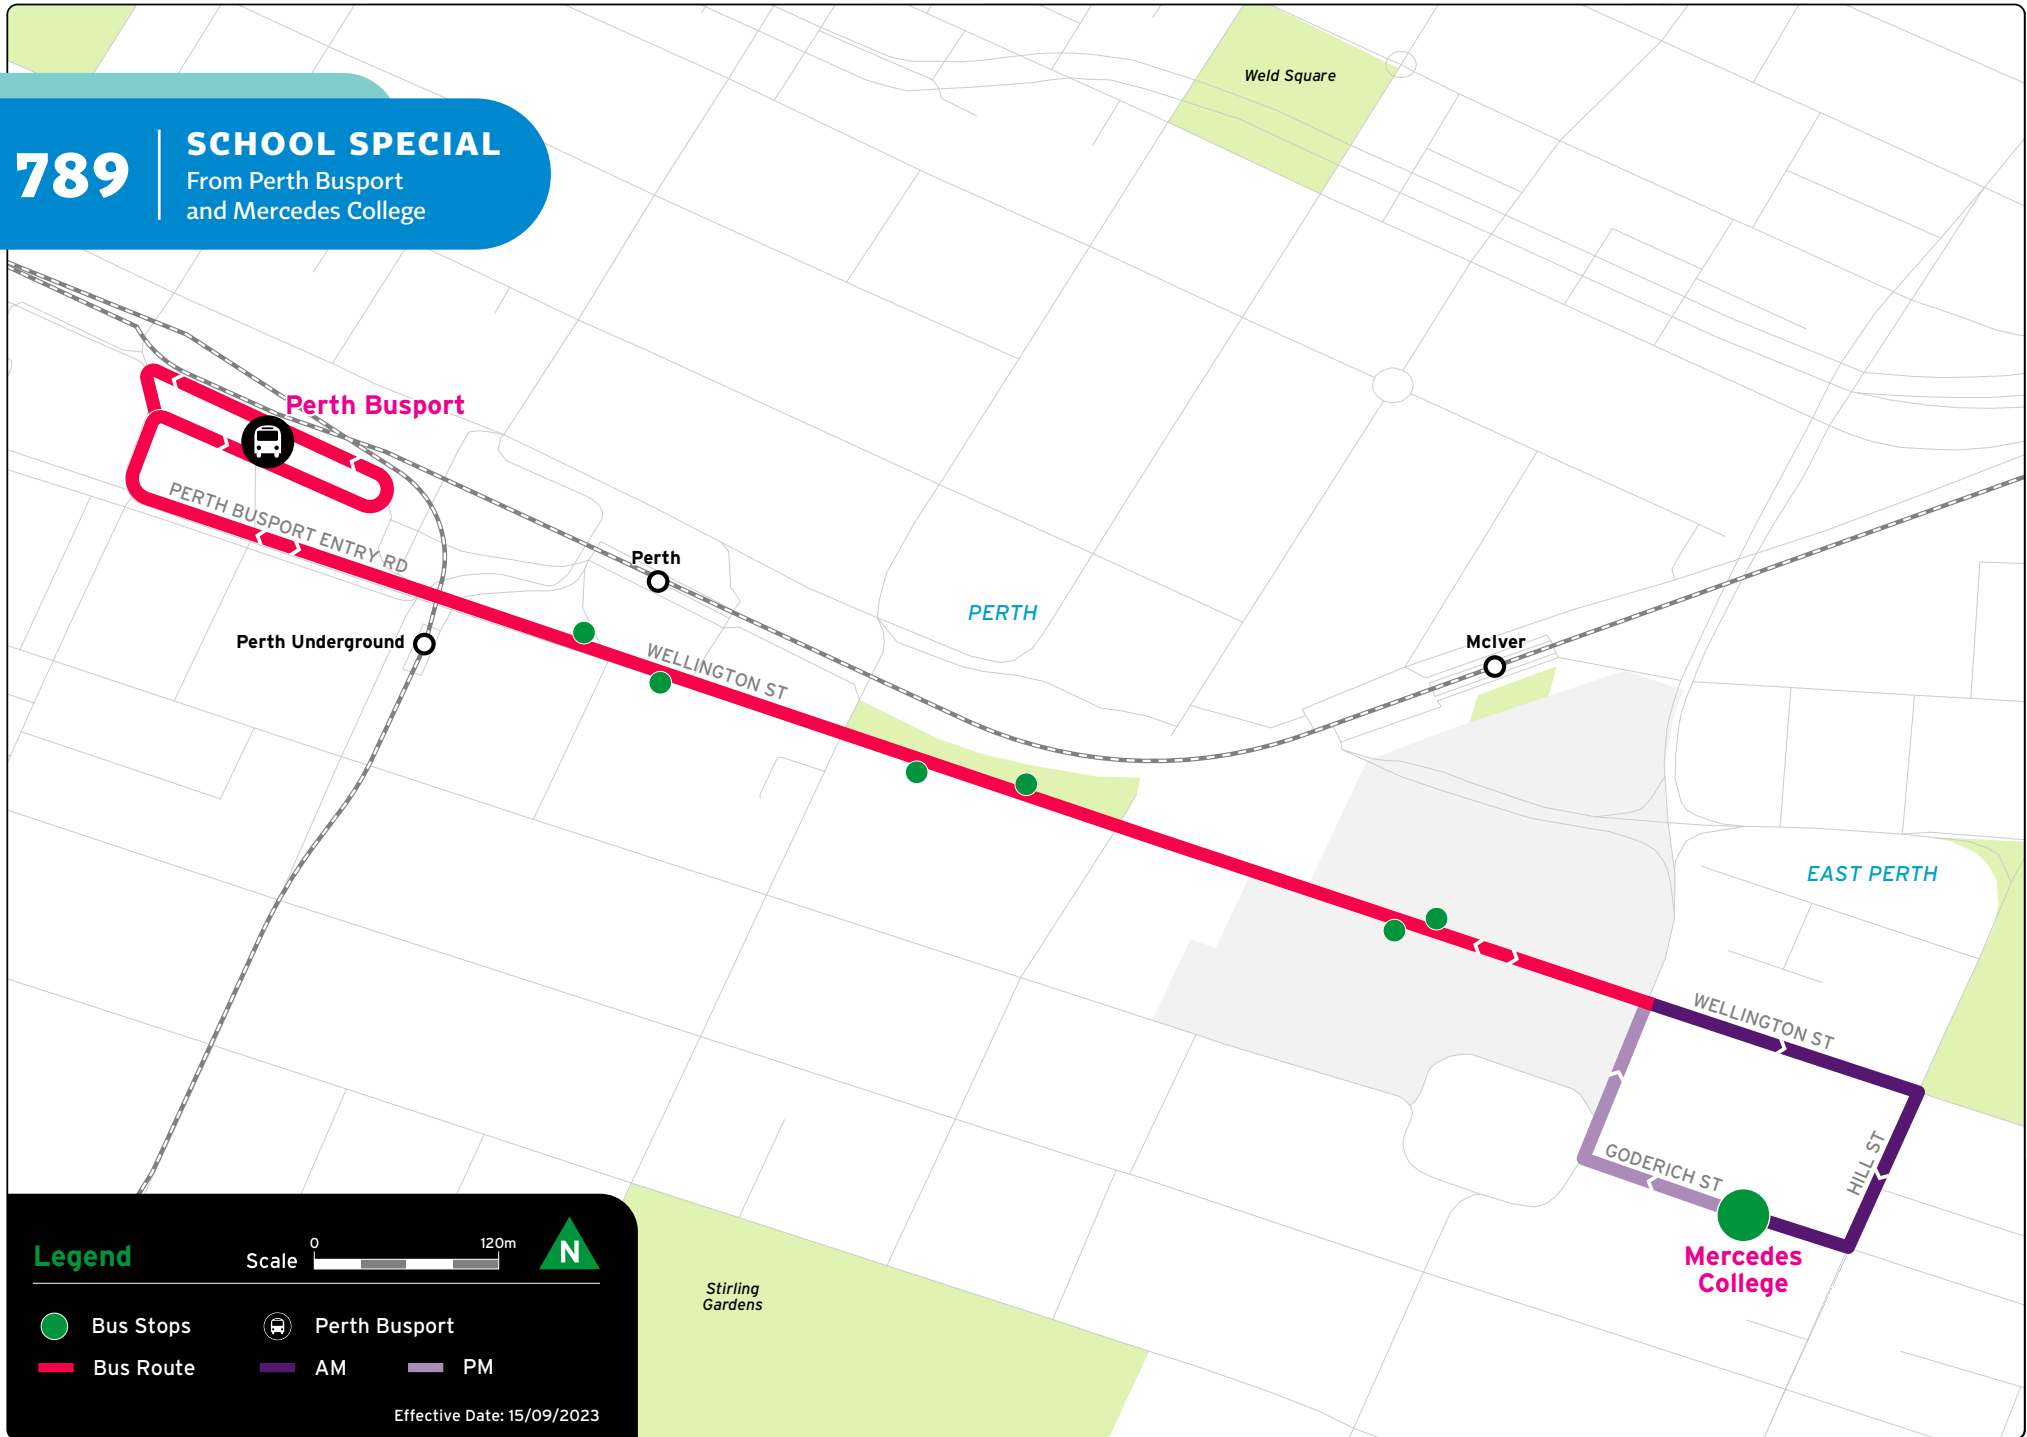 789
SCHOOL SPECIAL
From Perth Busport
and Mercedes College
Weld Square
Perth Busport
PERTH BUSPORT ENTRY RD
Perth
Perth Underground
WELLINGTON ST
PERTH
McIver
EAST PERTH
WELLINGTON ST
HILL ST
GODERICH ST
Mercedes
College
Stirling
Gardens
Legend
Scale
0
120m
N
Bus Stops
Perth Busport
Bus Route
AM
PM
Effective Date: 15/09/2023